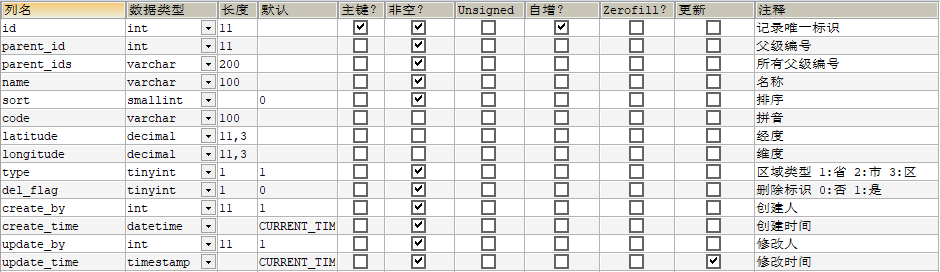 列名 数据类型 长度 默认 主键? 非空? Unsigned 自增? Zerofill? 更新 注释
id int 11 记录唯一标识
parent_id int 11 父级编号
parent_ids varchar 200 所有父级编号
name varchar 100 名称
sort smallint 0 排序
code varchar 100 拼音
latitude decimal 11,3 经度
longitude decimal 11,3 维度
type tinyint 1 1 区域类型 1:省 2:市 3:区
del_flag tinyint 1 0 删除标识 0:否 1:是
create_by int 11 1 创建人
create_time datetime CURRENT_TIM 创建时间
update_by int 11 1 修改人
update_time timestamp CURRENT_TIM 修改时间